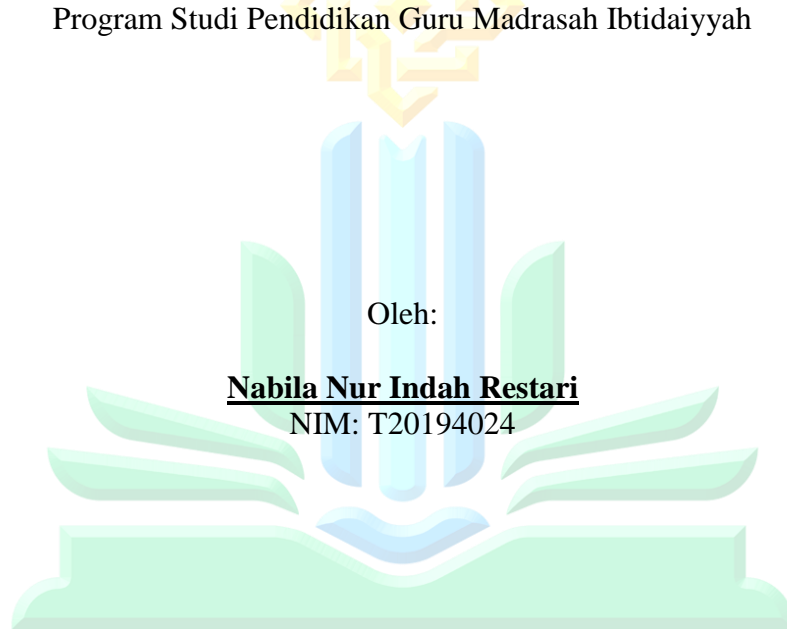 Program Studi Pendidikan Guru Madrasah Ibtidaiyyah
Oleh:
Nabila Nur Indah Restari
NIM: T20194024